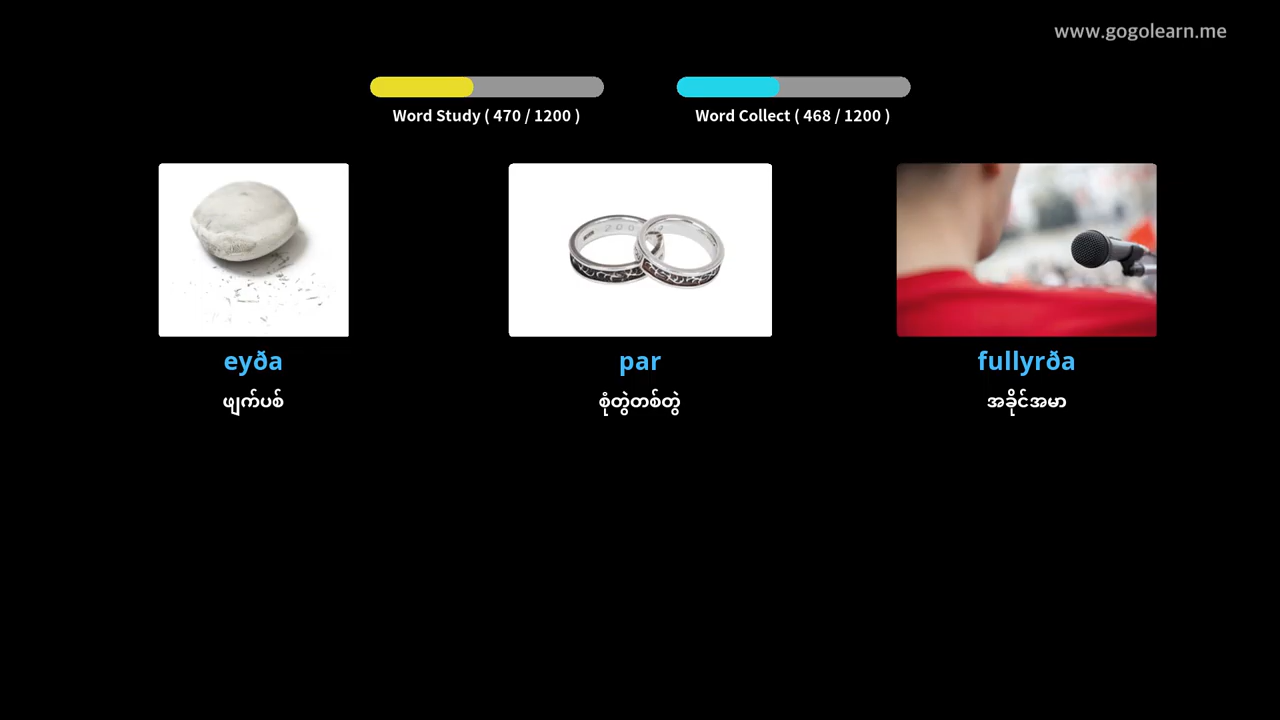 www.gogolearn.me
Word Study ( 470 / 1200 )
Word Collect ( 468 / 1200 )
eyða
par
fullyrða
ဖျက်ပစ်
စုံတွဲတစ်တွဲ
အခိုင်အမာ